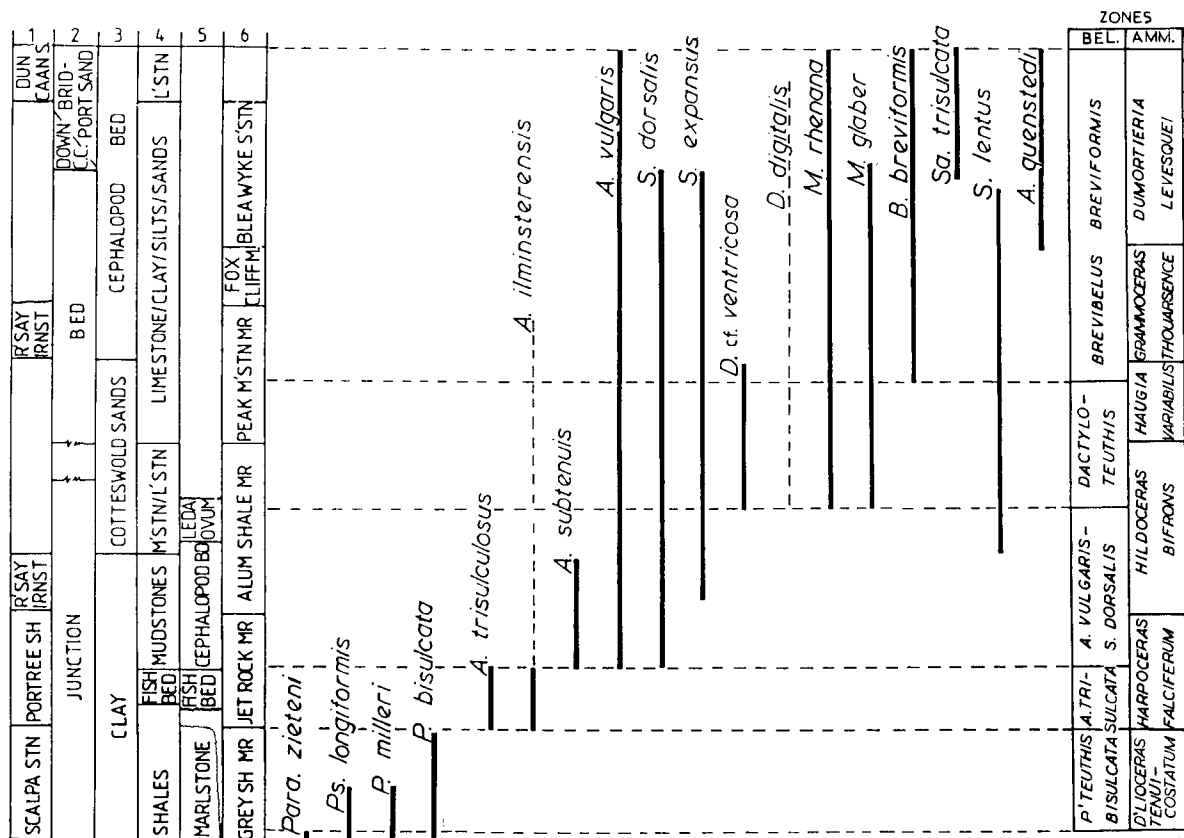 ZONES
1 2 3 4 5 6 BEL. AMM.
DUN
CAAN S.
R'SAY
IRNST
R'SAY
IRNST
PORTREE SH
SCALPA STN
DOWN BRID-
C.C./PORT SAND
JUNCTION BED
CEPHALOPOD BED
COTTESWOLD SANDS
CLAY
L'STN
LIMESTONE/CLAY/SILTS/SANDS
M'STN/L'STN
MUDSTONES
FISH
BED
SHALES
LEDA
OVUM
CEPHALOPOD BD
FISH
BED
MARLSTONE
BLEAWYKE S'STN
FOX
CLIFF M
PEAK M'STN MR
ALUM SHALE MR
JET ROCK MR
GREY SH MR
Para. zieteni
Ps. longiformis
P. milleri
P. bisulcata
A. trisulculosus
A. ilminsterensis
A. subtenuis
A. vulgaris
S. dorsalis
S. expansus
D. cf. ventricosa
D. digitalis
M. rhenana
M. glaber
B. breviformis
Sa. trisulcata
S. lentus
A. quenstedi
BREVIBELUS BREVIFORMIS
DACTYLO-
TEUTHIS
A. VULGARIS-
S. DORSALIS
A. TRI-
SULCATA
P'TEUTHIS
BISULCATA
DUMORTIERIA
LEVESQUEI
GRAMMOCERAS
THOUARSENCE
HAUGIA
VARIABILIS
HILDOCERAS
BIFRONS
HARPOCERAS
FALCIFERUM
D'LIOCERAS
TENUI-
COSTATUM